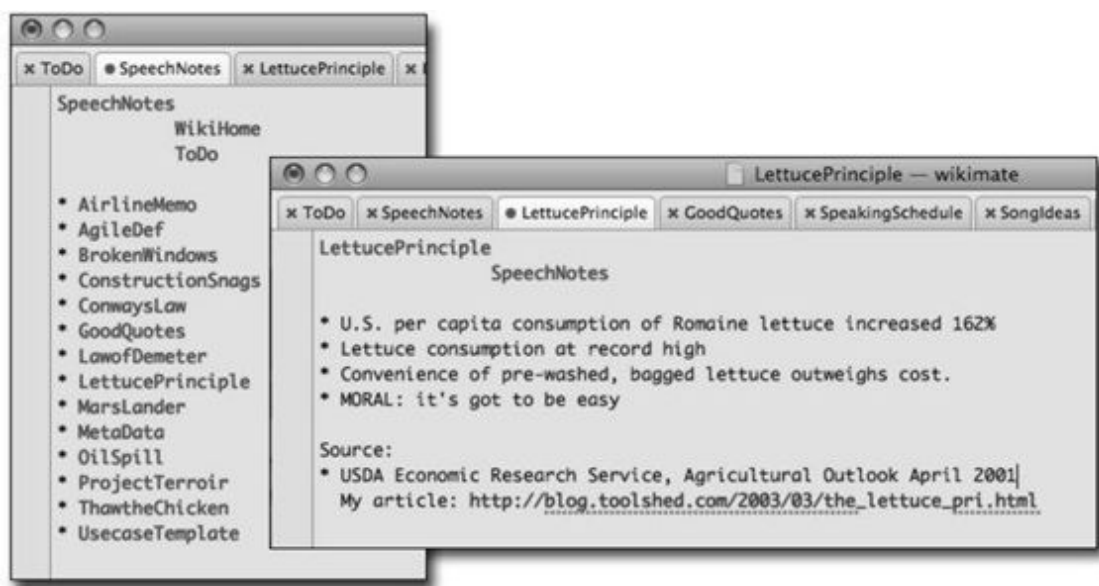 × ToDo • SpeechNotes × LettucePrinciple ×
SpeechNotes
WikiHome
ToDo
* AirlineMemo
* AgileDef
* BrokenWindows
* ConstructionSnags
* ConwaysLaw
* GoodQuotes
* LawofDemeter
* LettucePrinciple
* MarsLander
* MetaData
* OilSpill
* ProjectTerroir
* ThawtheChicken
* UsecaseTemplate
LettucePrinciple — wikimate
× ToDo × SpeechNotes • LettucePrinciple × GoodQuotes × SpeakingSchedule × SongIdeas
LettucePrinciple
SpeechNotes
* U.S. per capita consumption of Romaine lettuce increased 162%
* Lettuce consumption at record high
* Convenience of pre-washed, bagged lettuce outweighs cost.
* MORAL: it's got to be easy
Source:
* USDA Economic Research Service, Agricultural Outlook April 2001
My article: http://blog.toolshed.com/2003/03/the_lettuce_pri.html